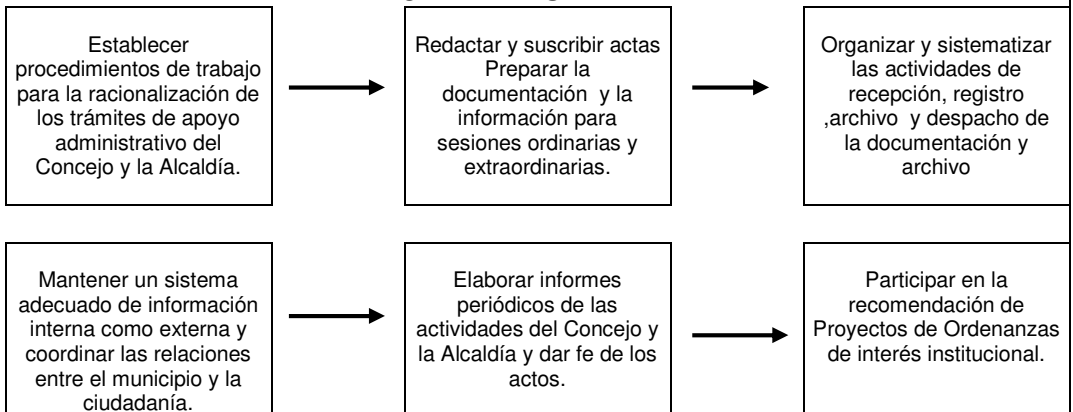 Establecer
procedimientos de trabajo
para la racionalización de
los trámites de apoyo
administrativo del
Concejo y la Alcaldía.
Redactar y suscribir actas
Preparar la
documentación y la
información para
sesiones ordinarias y
extraordinarias.
Organizar y sistematizar
las actividades de
recepción, registro
,archivo y despacho de
la documentación y
archivo
Mantener un sistema
adecuado de información
interna como externa y
coordinar las relaciones
entre el municipio y la
ciudadanía.
Elaborar informes
periódicos de las
actividades del Concejo y
la Alcaldía y dar fe de los
actos.
Participar en la
recomendación de
Proyectos de Ordenanzas
de interés institucional.